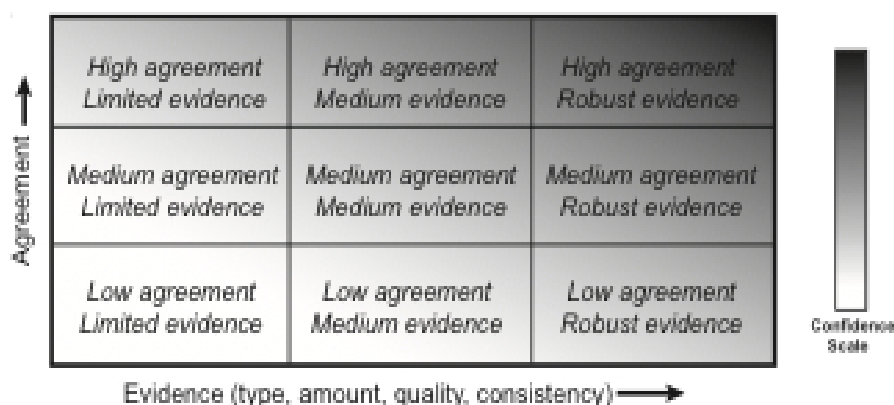 High agreement
Limited evidence
High agreement
Medium evidence
High agreement
Robust evidence
Medium agreement
Limited evidence
Medium agreement
Medium evidence
Medium agreement
Robust evidence
Low agreement
Limited evidence
Low agreement
Medium evidence
Low agreement
Robust evidence
Agreement
Evidence (type, amount, quality, consistency)
Confidence
Scale